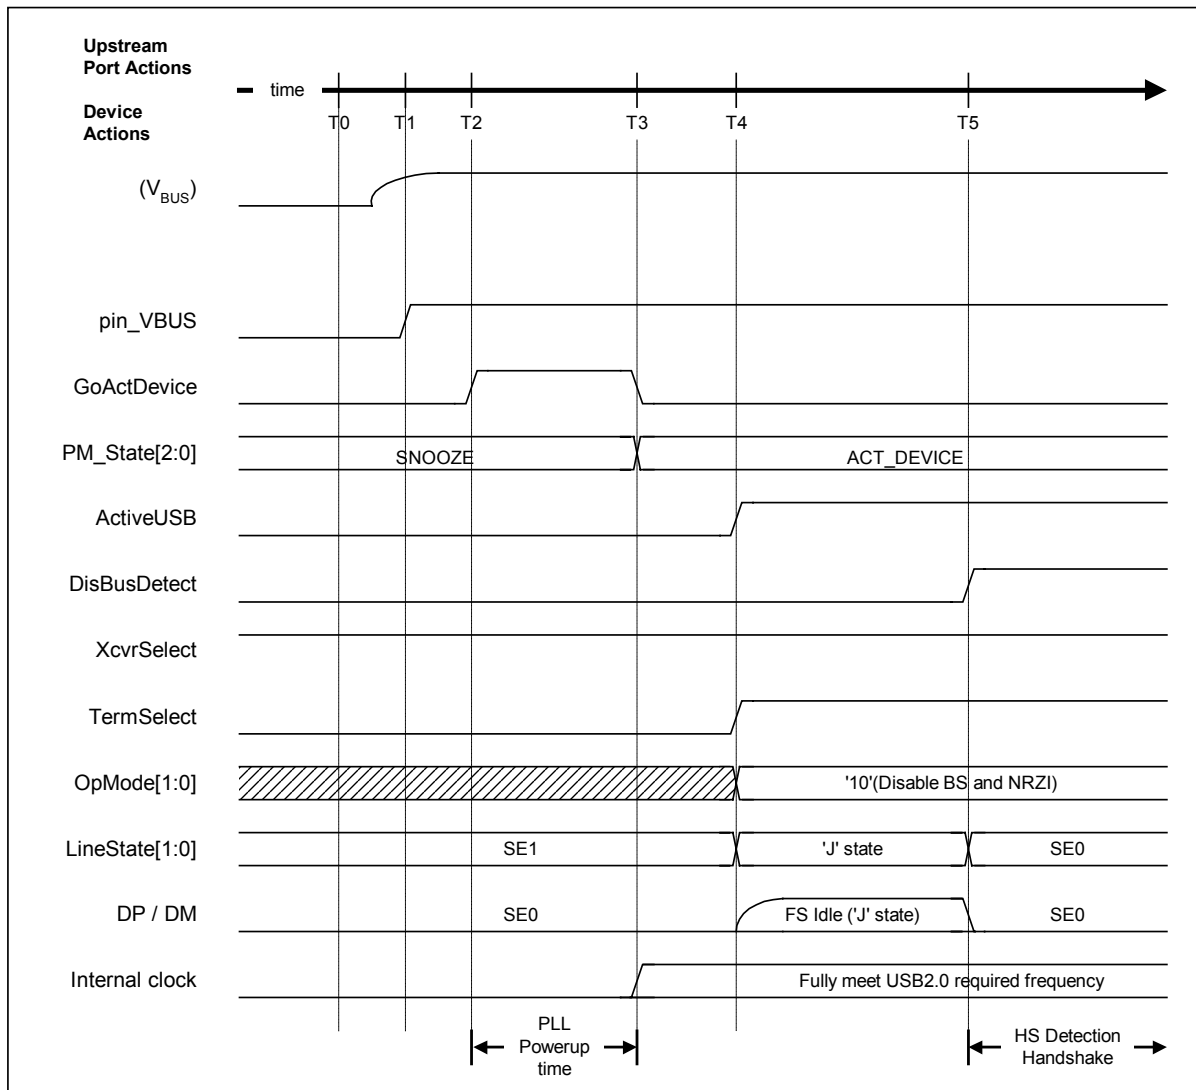 Upstream
Port Actions
time
Device
Actions
T0 T1 T2 T3 T4 T5
(VBUS)
pin_VBUS
GoActDevice
PM_State[2:0] SNOOZE ACT_DEVICE
ActiveUSB
DisBusDetect
XcvrSelect
TermSelect
OpMode[1:0] '10'(Disable BS and NRZI)
LineState[1:0] SE1 'J' state SE0
DP / DM SE0 FS Idle ('J' state) SE0
Internal clock Fully meet USB2.0 required frequency
PLL
Powerup
time
HS Detection
Handshake